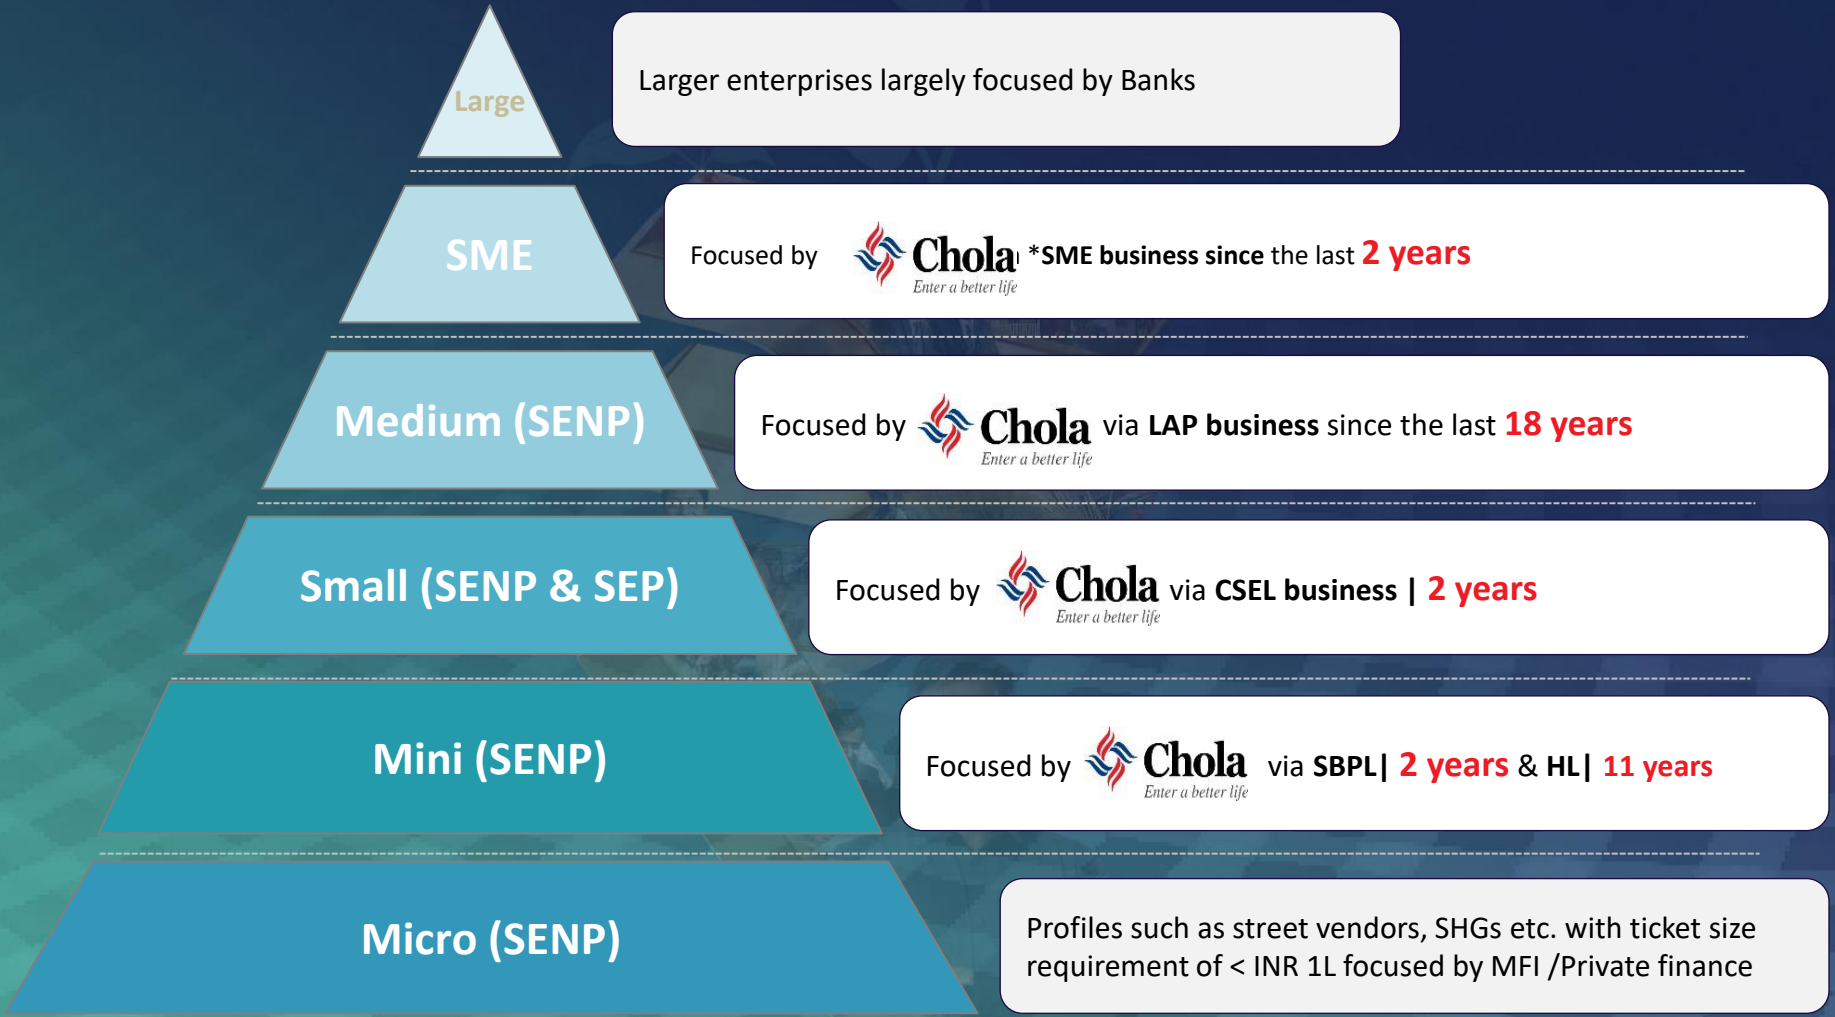 Large
Larger enterprises largely focused by Banks
SME
Focused by Chola *SME business since the last 2 years
Enter a better life
Medium (SENP)
Focused by Chola via LAP business since the last 18 years
Enter a better life
Small (SENP & SEP)
Focused by Chola via CSEL business | 2 years
Enter a better life
Mini (SENP)
Focused by Chola via SBPL| 2 years & HL| 11 years
Enter a better life
Micro (SENP)
Profiles such as street vendors, SHGs etc. with ticket size
requirement of < INR 1L focused by MFI /Private finance